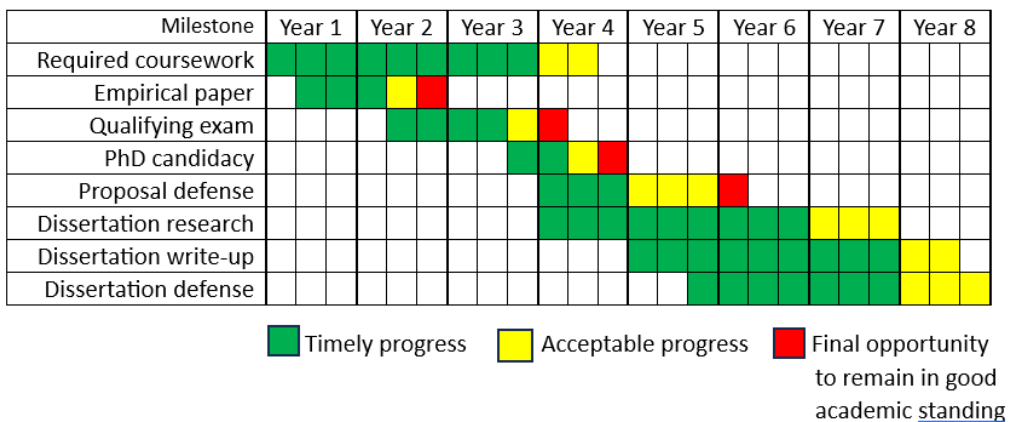 Milestone Year 1 Year 2 Year 3 Year 4 Year 5 Year 6 Year 7 Year 8
Required coursework
Empirical paper
Qualifying exam
PhD candidacy
Proposal defense
Dissertation research
Dissertation write-up
Dissertation defense
Timely progress Acceptable progress Final opportunity
to remain in good
academic standing